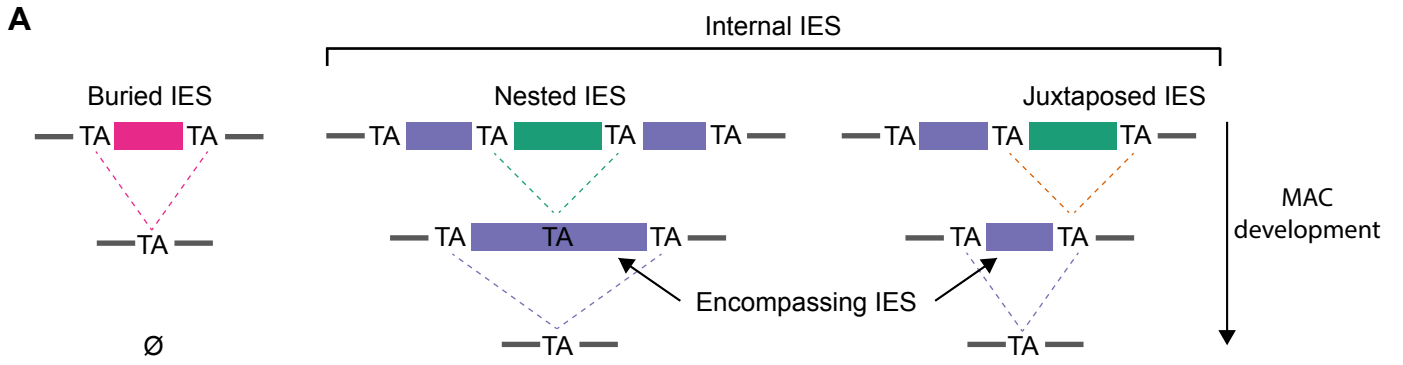 A
Internal IES
Buried IES
Nested IES
Juxtaposed IES
TA TA
TA TA TA TA
TA TA TA
MAC
development
TA
TA TA TA
TA TA
Encompassing IES
Ø
TA
TA